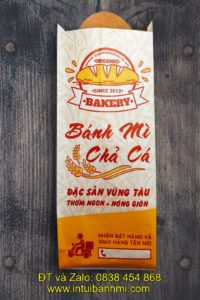 ORGANIC
• SINCE 2012 •
• BAKERY •
Bánh Mì
Chả Cá
ĐẶC SẢN VŨNG TÀU
THƠM NGON - NÓNG GIÒN
NHẬN ĐẶT HÀNG VÀ
GIAO HÀNG TẬN NƠI
ĐT và Zalo: 0838 454 868
www.intuibanhmi.com